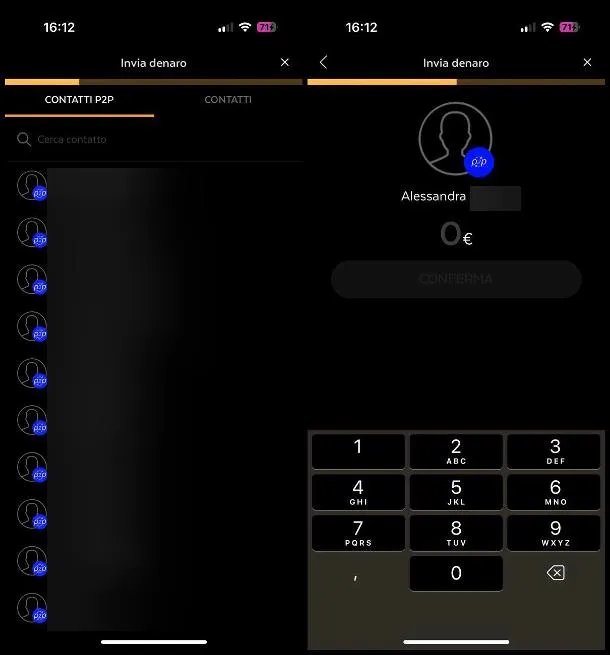 16:12
71
Invia denaro
CONTATTI P2P
CONTATTI
Cerca contatto
p2p
p2p
p2p
p2p
p2p
p2p
p2p
p2p
p2p
p2p
16:12
71
Invia denaro
p2p
Alessandra
0€
CONFERMA
1
2
ABC
3
DEF
4
GHI
5
JKL
6
MNO
7
PQRS
8
TUV
9
WXYZ
,
0